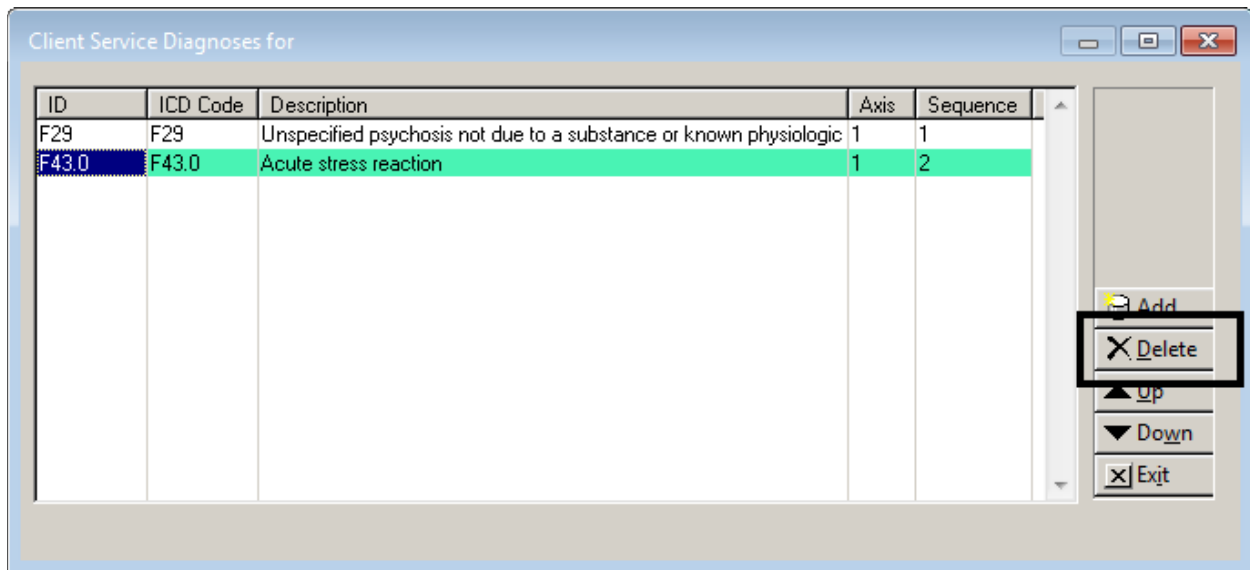 Client Service Diagnoses for
ID ICD Code Description Axis Sequence
F29 F29 Unspecified psychosis not due to a substance or known physiologic 1 1
F43.0 F43.0 Acute stress reaction 1 2
Add
Delete
Up
Down
Exit